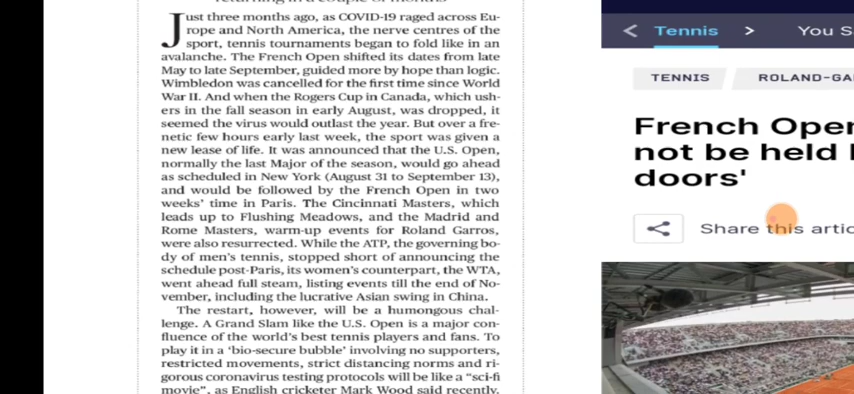 returning in a couple of months
Just three months ago, as COVID-19 raged across Eu-
rope and North America, the nerve centres of the
sport, tennis tournaments began to fold like in an
avalanche. The French Open shifted its dates from late
May to late September, guided more by hope than logic.
Wimbledon was cancelled for the first time since World
War II. And when the Rogers Cup in Canada, which ush-
ers in the fall season in early August, was dropped, it
seemed the virus would outlast the year. But over a fre-
netic few hours early last week, the sport was given a
new lease of life. It was announced that the U.S. Open,
normally the last Major of the season, would go ahead
as scheduled in New York (August 31 to September 13),
and would be followed by the French Open in two
weeks' time in Paris. The Cincinnati Masters, which
leads up to Flushing Meadows, and the Madrid and
Rome Masters, warm-up events for Roland Garros,
were also resurrected. While the ATP, the governing bo-
dy of men's tennis, stopped short of announcing the
schedule post-Paris, its women's counterpart, the WTA,
went ahead full steam, listing events till the end of No-
vember, including the lucrative Asian swing in China.
The restart, however, will be a humongous chal-
lenge. A Grand Slam like the U.S. Open is a major con-
fluence of the world's best tennis players and fans. To
play it in a 'bio-secure bubble' involving no supporters,
restricted movements, strict distancing norms and ri-
gorous coronavirus testing protocols will be like a "sci-fi
movie", as English cricketer Mark Wood said recently.
< Tennis > You S
TENNIS ROLAND-GA
French Open
not be held
doors'
Share this artic